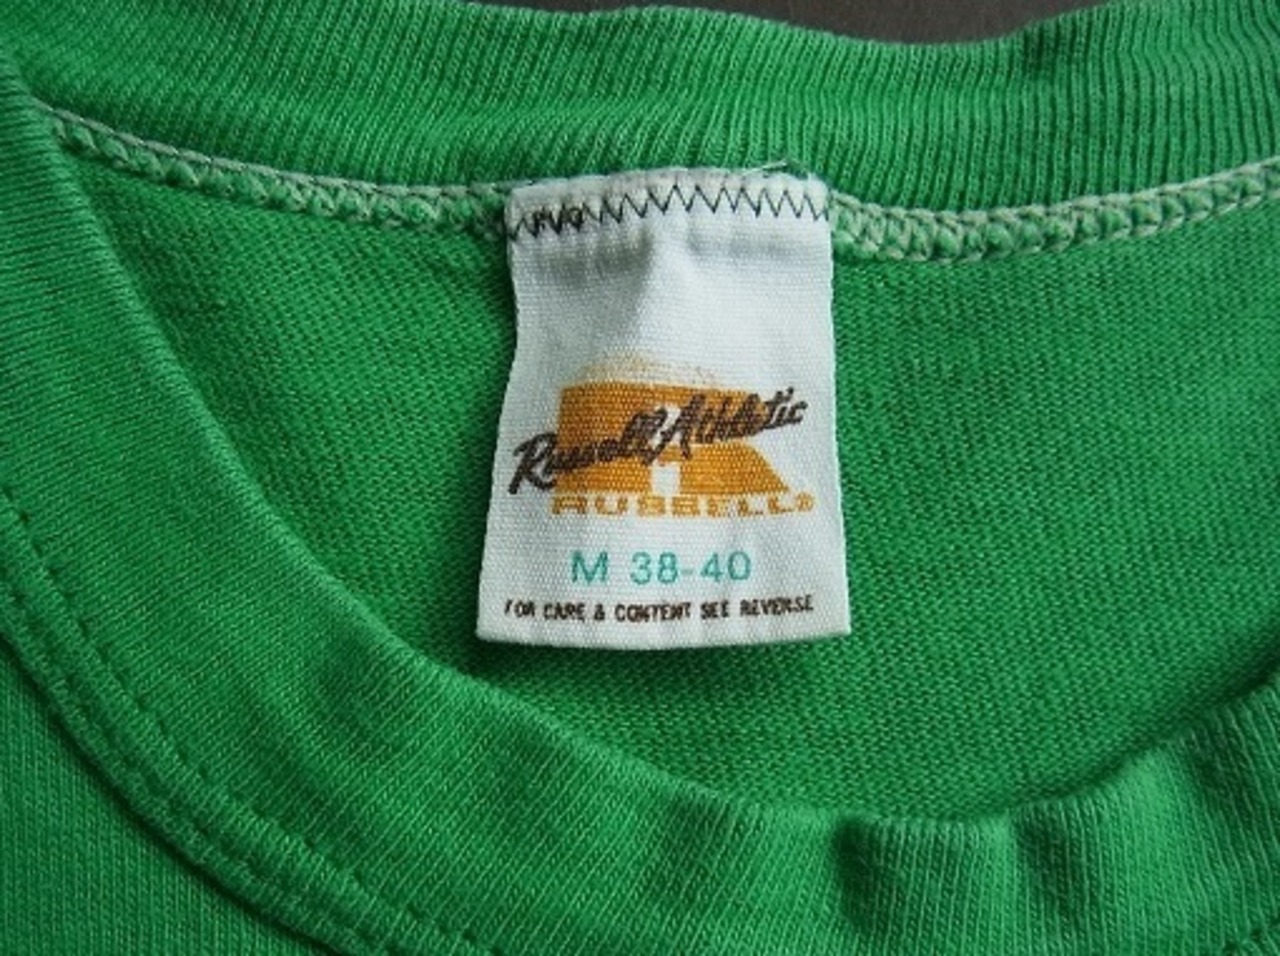 Russell Athletic
RUSSELL®
M 38-40
FOR CARE & CONTENT SEE REVERSE